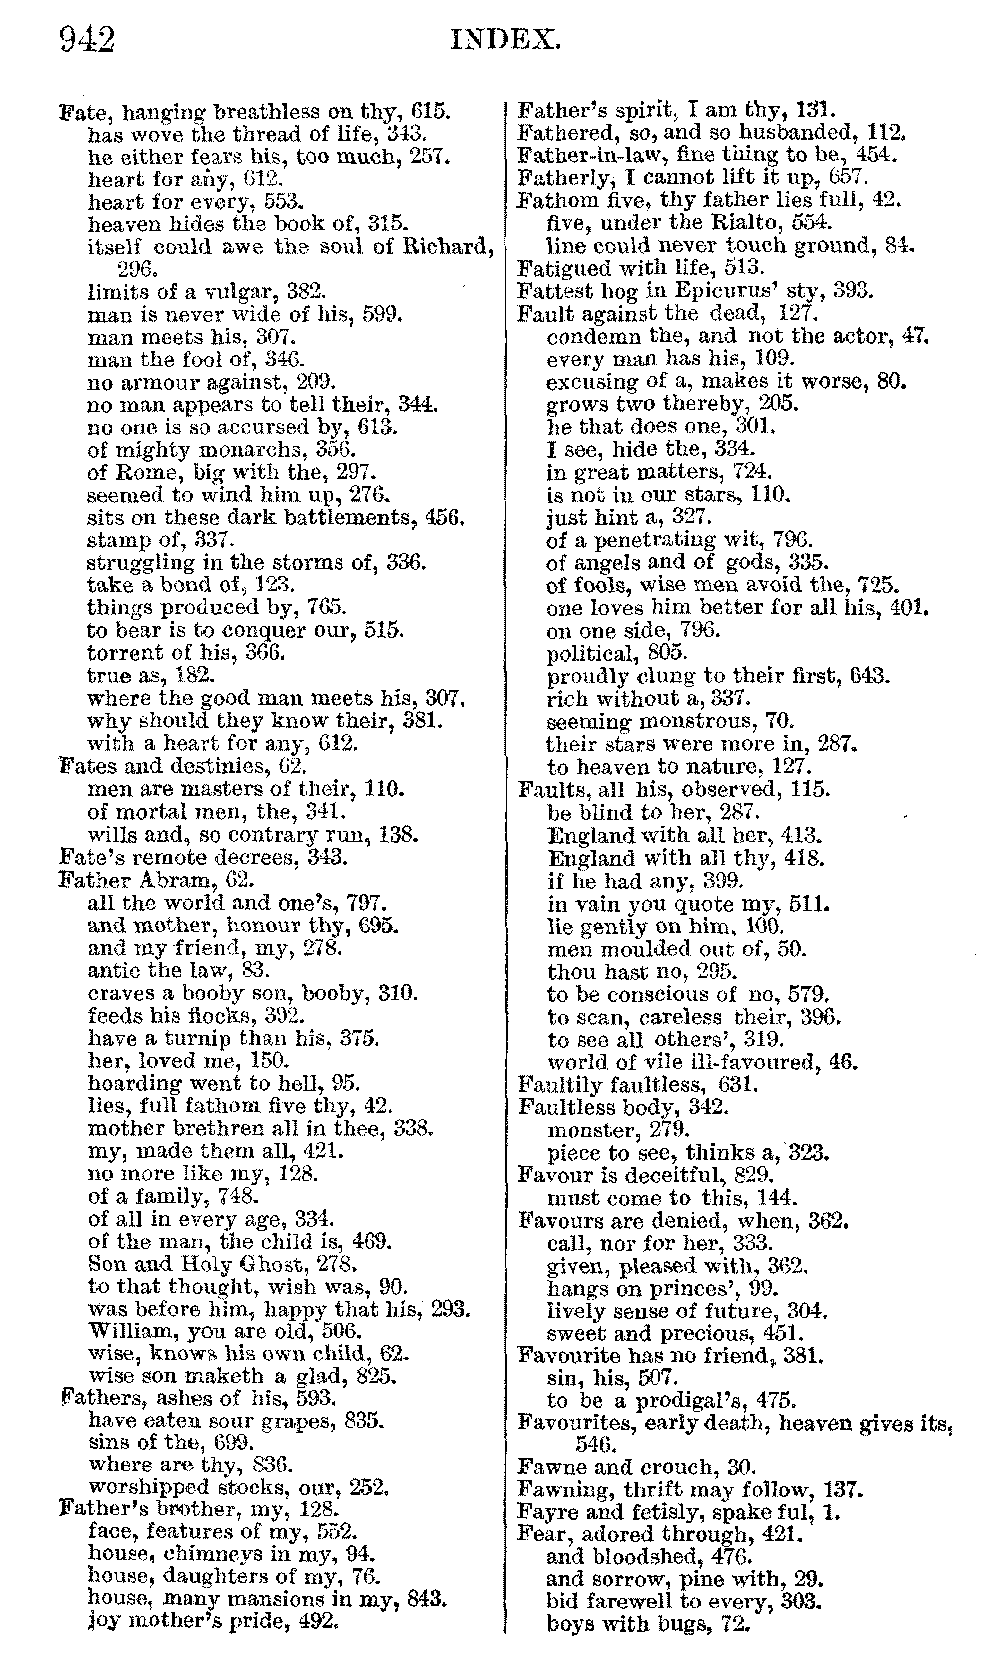 942
INDEX.
Fate, hanging breathless on thy, 615.
has wove the thread of life, 343.
he either fears his, too much, 257.
heart for any, 612.
heart for every, 553.
heaven hides the book of, 315.
itself could awe the soul of Richard,
296.
limits of a vulgar, 382.
man is never wide of his, 599.
man meets his, 307.
man the fool of, 346.
no armour against, 209.
no man appears to tell their, 344.
no one is so accursed by, 613.
of mighty monarchs, 356.
of Rome, big with the, 297.
seemed to wind him up, 276.
sits on these dark battlements, 456.
stamp of, 337.
struggling in the storms of, 336.
take a bond of, 123.
things produced by, 765.
to bear is to conquer our, 515.
torrent of his, 366.
true as, 182.
where the good man meets his, 307.
why should they know their, 381.
with a heart for any, 612.
Fates and destinies, 62.
men are masters of their, 110.
of mortal men, the, 341.
wills and, so contrary run, 138.
Fate's remote decrees, 343.
Father Abram, 62.
all the world and one's, 797.
and mother, honour thy, 695.
and my friend, my, 278.
antic the law, 83.
craves a booby son, booby, 310.
feeds his flocks, 392.
have a turnip than his, 375.
her, loved me, 150.
hoarding went to hell, 95.
lies, full fathom five thy, 42.
mother brethren all in thee, 338.
my, made them all, 421.
no more like my, 128.
of a family, 748.
of all in every age, 334.
of the man, the child is, 469.
Son and Holy Ghost, 278.
to that thought, wish was, 90.
was before him, happy that his, 293.
William, you are old, 506.
wise, knows his own child, 62.
wise son maketh a glad, 825.
Fathers, ashes of his, 593.
have eaten sour grapes, 835.
sins of the, 699.
where are thy, 836.
worshipped stocks, our, 252.
Father's brother, my, 128.
face, features of my, 552.
house, chimneys in my, 94.
house, daughters of my, 76.
house, many mansions in my, 843.
joy mother's pride, 492.
Father's spirit, I am thy, 131.
Fathered, so, and so husbanded, 112.
Father-in-law, fine thing to be, 454.
Fatherly, I cannot lift it up, 657.
Fathom five, thy father lies full, 42.
five, under the Rialto, 554.
line could never touch ground, 84.
Fatigued with life, 513.
Fattest hog in Epicurus' sty, 393.
Fault against the dead, 127.
condemn the, and not the actor, 47.
every man has his, 109.
excusing of a, makes it worse, 80.
grows two thereby, 205.
he that does one, 301.
I see, hide the, 334.
in great matters, 724.
is not in our stars, 110.
just hint a, 327.
of a penetrating wit, 796.
of angels and of gods, 335.
of fools, wise men avoid the, 725.
one loves him better for all his, 401.
on one side, 796.
political, 805.
proudly clung to their first, 643.
rich without a, 337.
seeming monstrous, 70.
their stars were more in, 287.
to heaven to nature, 127.
Faults, all his, observed, 115.
be blind to her, 287.
England with all her, 413.
England with all thy, 418.
if he had any, 399.
in vain you quote my, 511.
lie gently on him, 100.
men moulded out of, 50.
thou hast no, 295.
to be conscious of no, 579.
to scan, careless their, 396.
to see all others', 319.
world of vile ill-favoured, 46.
Faultily faultless, 631.
Faultless body, 342.
monster, 279.
piece to see, thinks a, 323.
Favour is deceitful, 829.
must come to this, 144.
Favours are denied, when, 362.
call, nor for her, 333.
given, pleased with, 362.
hangs on princes', 99.
lively sense of future, 304.
sweet and precious, 451.
Favourite has no friend, 381.
sin, his, 507.
to be a prodigal's, 475.
Favourites, early death, heaven gives its,
546.
Fawne and crouch, 30.
Fawning, thrift may follow, 137.
Fayre and fetisly, spake ful, 1.
Fear, adored through, 421.
and bloodshed, 476.
and sorrow, pine with, 29.
bid farewell to every, 303.
boys with bugs, 72.